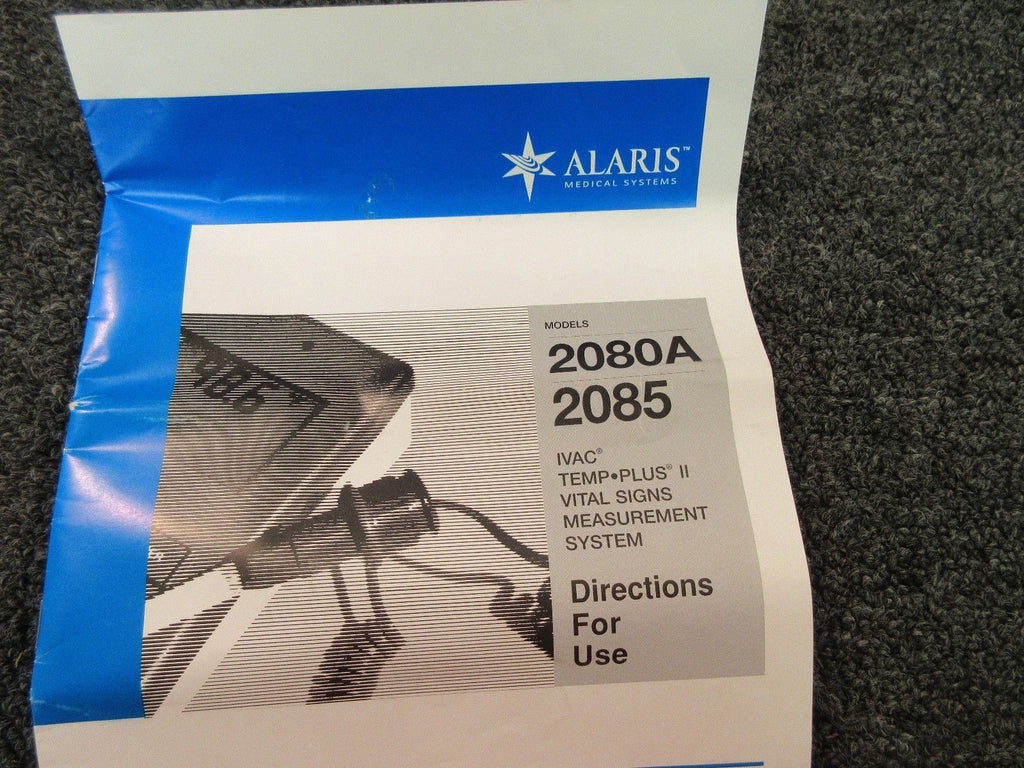 ALARIS™
MEDICAL SYSTEMS
MODELS
2080A
2085
IVAC®
TEMP•PLUS® II
VITAL SIGNS
MEASUREMENT
SYSTEM
Directions
For
Use